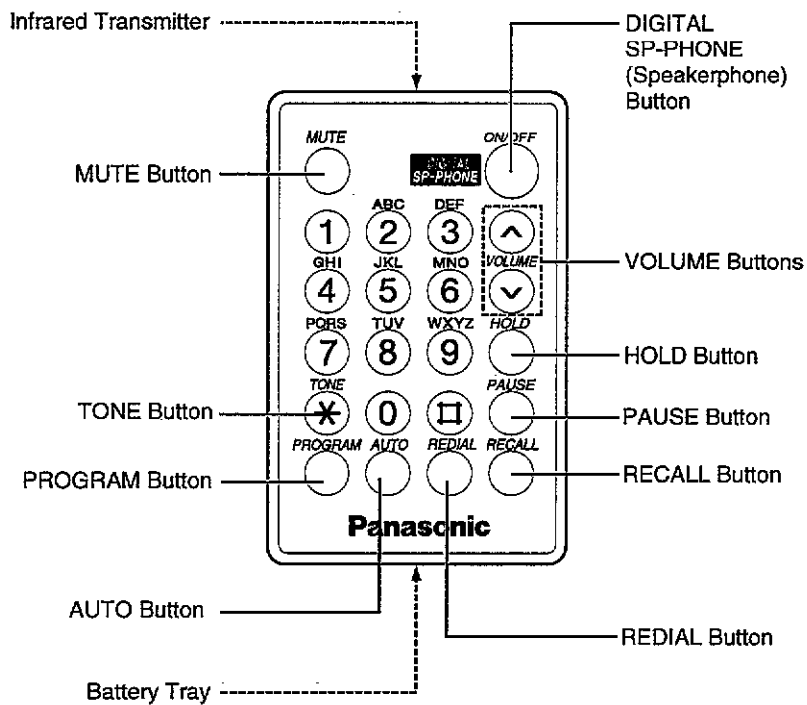 Infrared Transmitter
DIGITAL
SP-PHONE
(Speakerphone)
Button
MUTE
ON/OFF
DIGITAL
SP-PHONE
MUTE Button
ABC
DEF
1
2
3
VOLUME Buttons
GHI
JKL
MNO
VOLUME
4
5
6
PQRS
TUV
WXYZ
HOLD
7
8
9
HOLD Button
TONE
PAUSE
TONE Button
0
PAUSE Button
PROGRAM
AUTO
REDIAL
RECALL
PROGRAM Button
RECALL Button
Panasonic
AUTO Button
REDIAL Button
Battery Tray